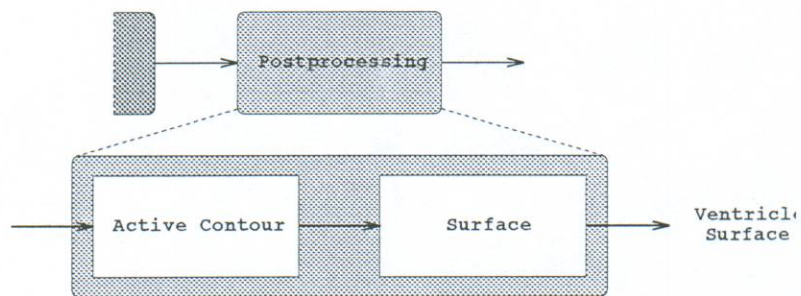 Postprocessing
Active Contour
Surface
Ventricle
Surface